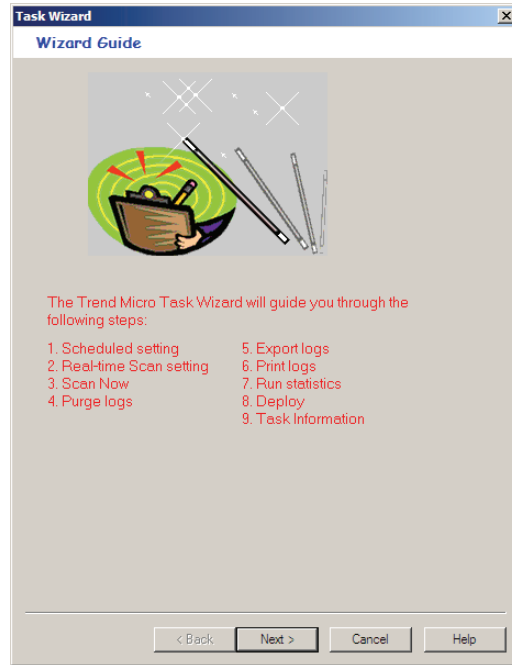 Task Wizard
Wizard Guide
The Trend Micro Task Wizard will guide you through the
following steps:
1. Scheduled setting
2. Real-time Scan setting
3. Scan Now
4. Purge logs
5. Export logs
6. Print logs
7. Run statistics
8. Deploy
9. Task Information
< Back
Next >
Cancel
Help